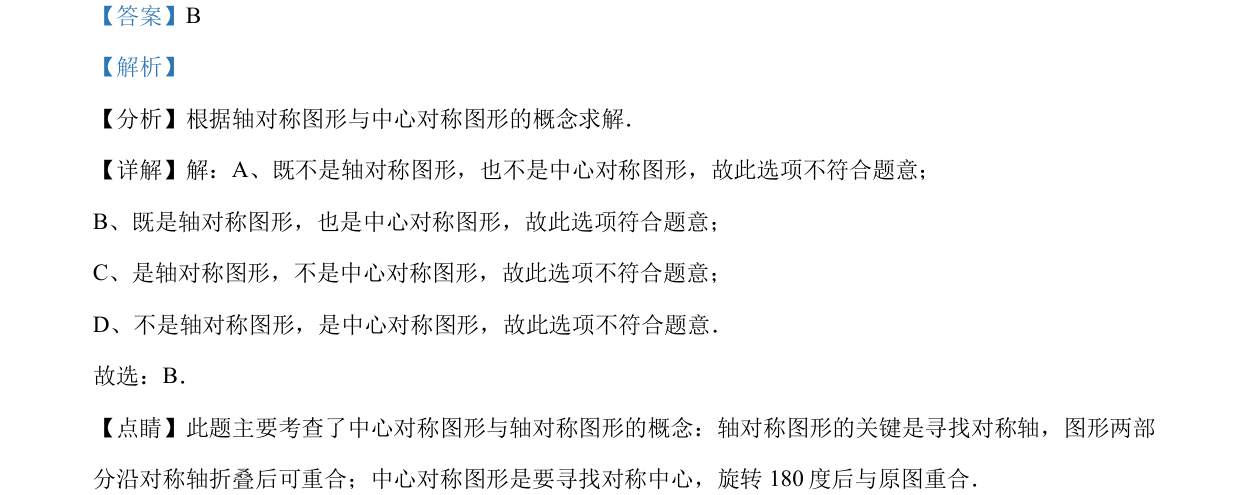 【答案】B
【解析】
【分析】根据轴对称图形与中心对称图形的概念求解．
【详解】解：A、既不是轴对称图形，也不是中心对称图形，故此选项不符合题意；
B、既是轴对称图形，也是中心对称图形，故此选项符合题意；
C、是轴对称图形，不是中心对称图形，故此选项不符合题意；
D、不是轴对称图形，是中心对称图形，故此选项不符合题意．
故选：B．
【点睛】此题主要考查了中心对称图形与轴对称图形的概念：轴对称图形的关键是寻找对称轴，图形两部
分沿对称轴折叠后可重合；中心对称图形是要寻找对称中心，旋转 180 度后与原图重合．